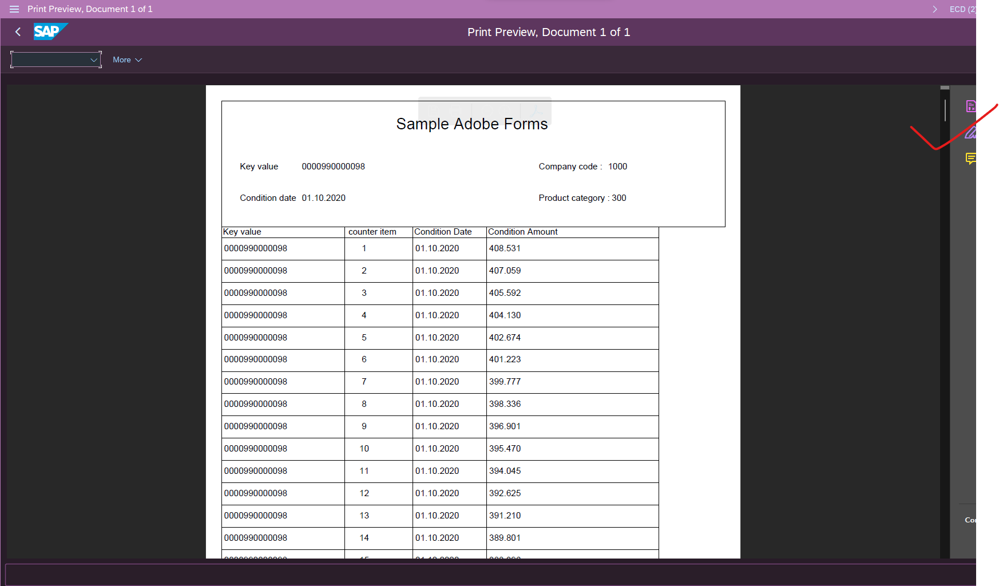 Print Preview, Document 1 of 1
ECD (2)
SAP
Print Preview, Document 1 of 1
More
Sample Adobe Forms
Key value 0000990000098 Company code : 1000
Condition date 01.10.2020 Product category : 300
Key value counter item Condition Date Condition Amount
0000990000098 1 01.10.2020 408.531
0000990000098 2 01.10.2020 407.059
0000990000098 3 01.10.2020 405.592
0000990000098 4 01.10.2020 404.130
0000990000098 5 01.10.2020 402.674
0000990000098 6 01.10.2020 401.223
0000990000098 7 01.10.2020 399.777
0000990000098 8 01.10.2020 398.336
0000990000098 9 01.10.2020 396.901
0000990000098 10 01.10.2020 395.470
0000990000098 11 01.10.2020 394.045
0000990000098 12 01.10.2020 392.625
0000990000098 13 01.10.2020 391.210
0000990000098 14 01.10.2020 389.801